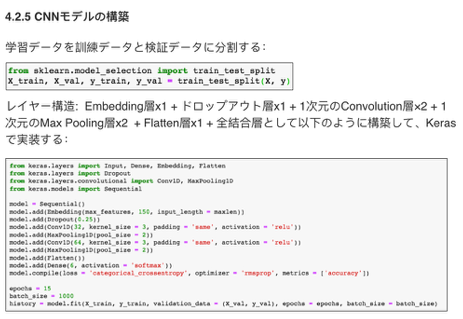 4.2.5 CNNモデルの構築
学習データを訓練データと検証データに分割する：
from sklearn.model_selection import train_test_split
X_train, X_val, y_train, y_val = train_test_split(X, y)
レイヤー構造: Embedding層x1 + ドロップアウト層x1 + 1次元のConvolution層×2 + 1
次元のMax Pooling層x2 + Flatten層x1 + 全結合層として以下のように構築して、Keras
で実装する：
from keras.layers import Input, Dense, Embedding, Flatten
from keras.layers import Dropout
from keras.layers.convolutional import Conv1D, MaxPooling1D
from keras.models import Sequential
model = Sequential()
model.add(Embedding(max_features, 150, input_length = maxlen))
model.add(Dropout(0.25))
model.add(Conv1D(32, kernel_size = 3, padding = 'same', activation = 'relu'))
model.add(MaxPooling1D(pool_size = 2))
model.add(Conv1D(64, kernel_size = 3, padding = 'same', activation = 'relu'))
model.add(MaxPooling1D(pool_size = 2))
model.add(Flatten())
model.add(Dense(6, activation = 'softmax'))
model.compile(loss = 'categorical_crossentropy', optimizer = 'rmsprop', metrics = ['accuracy'])
epochs = 15
batch_size = 1000
history = model.fit(X_train, y_train, validation_data = (X_val, y_val), epochs = epochs, batch_size = batch_size)